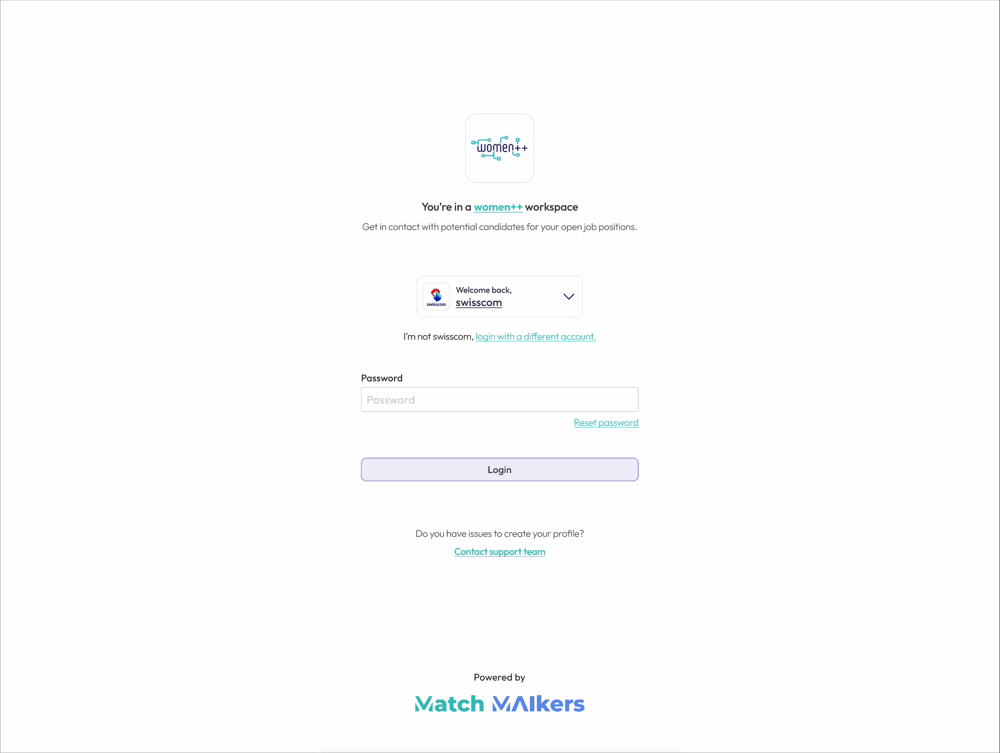 women++
You’re in a women++ workspace
Get in contact with potential candidates for your open job positions.
swisscom
Welcome back,
swisscom
I’m not swisscom, login with a different account.
Password
Password
Reset password
Login
Do you have issues to create your profile?
Contact support team
Powered by
Match MAIkers